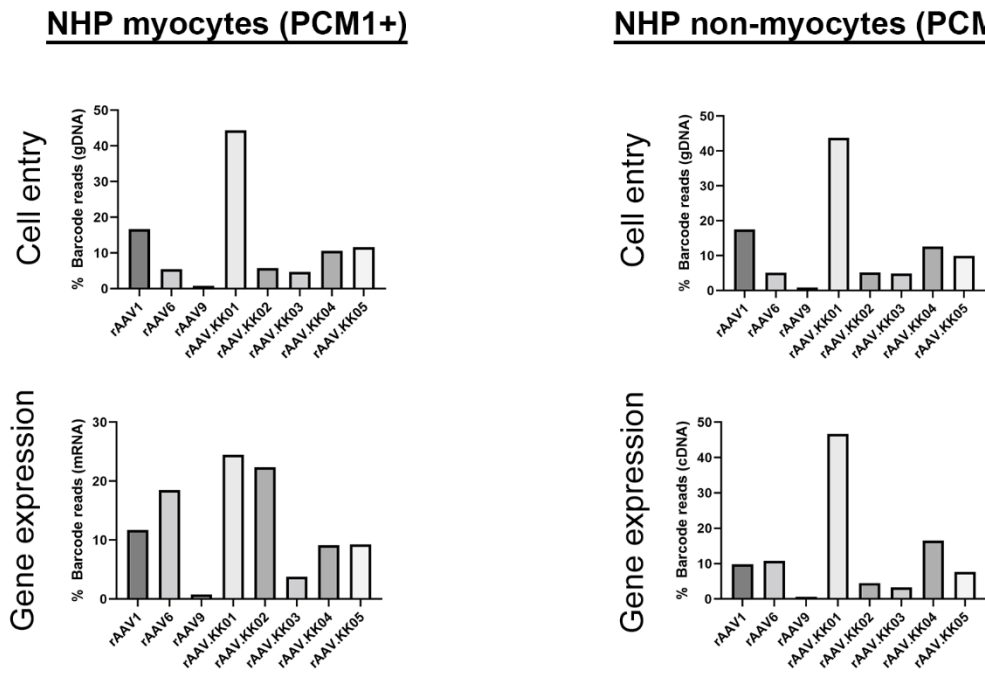 NHP myocytes (PCM1+)
NHP non-myocytes (PCM
Cell entry
% Barcode reads (gDNA)
50
40
30
20
10
0
rAAV1
rAAV6
rAAV9
rAAV.KK01
rAAV.KK02
rAAV.KK03
rAAV.KK04
rAAV.KK05
Cell entry
% Barcode reads (gDNA)
50
40
30
20
10
0
rAAV1
rAAV6
rAAV9
rAAV.KK01
rAAV.KK02
rAAV.KK03
rAAV.KK04
rAAV.KK05
Gene expression
% Barcode reads (mRNA)
30
20
10
0
rAAV1
rAAV6
rAAV9
rAAV.KK01
rAAV.KK02
rAAV.KK03
rAAV.KK04
rAAV.KK05
Gene expression
% Barcode reads (cDNA)
50
40
30
20
10
0
rAAV1
rAAV6
rAAV9
rAAV.KK01
rAAV.KK02
rAAV.KK03
rAAV.KK04
rAAV.KK05